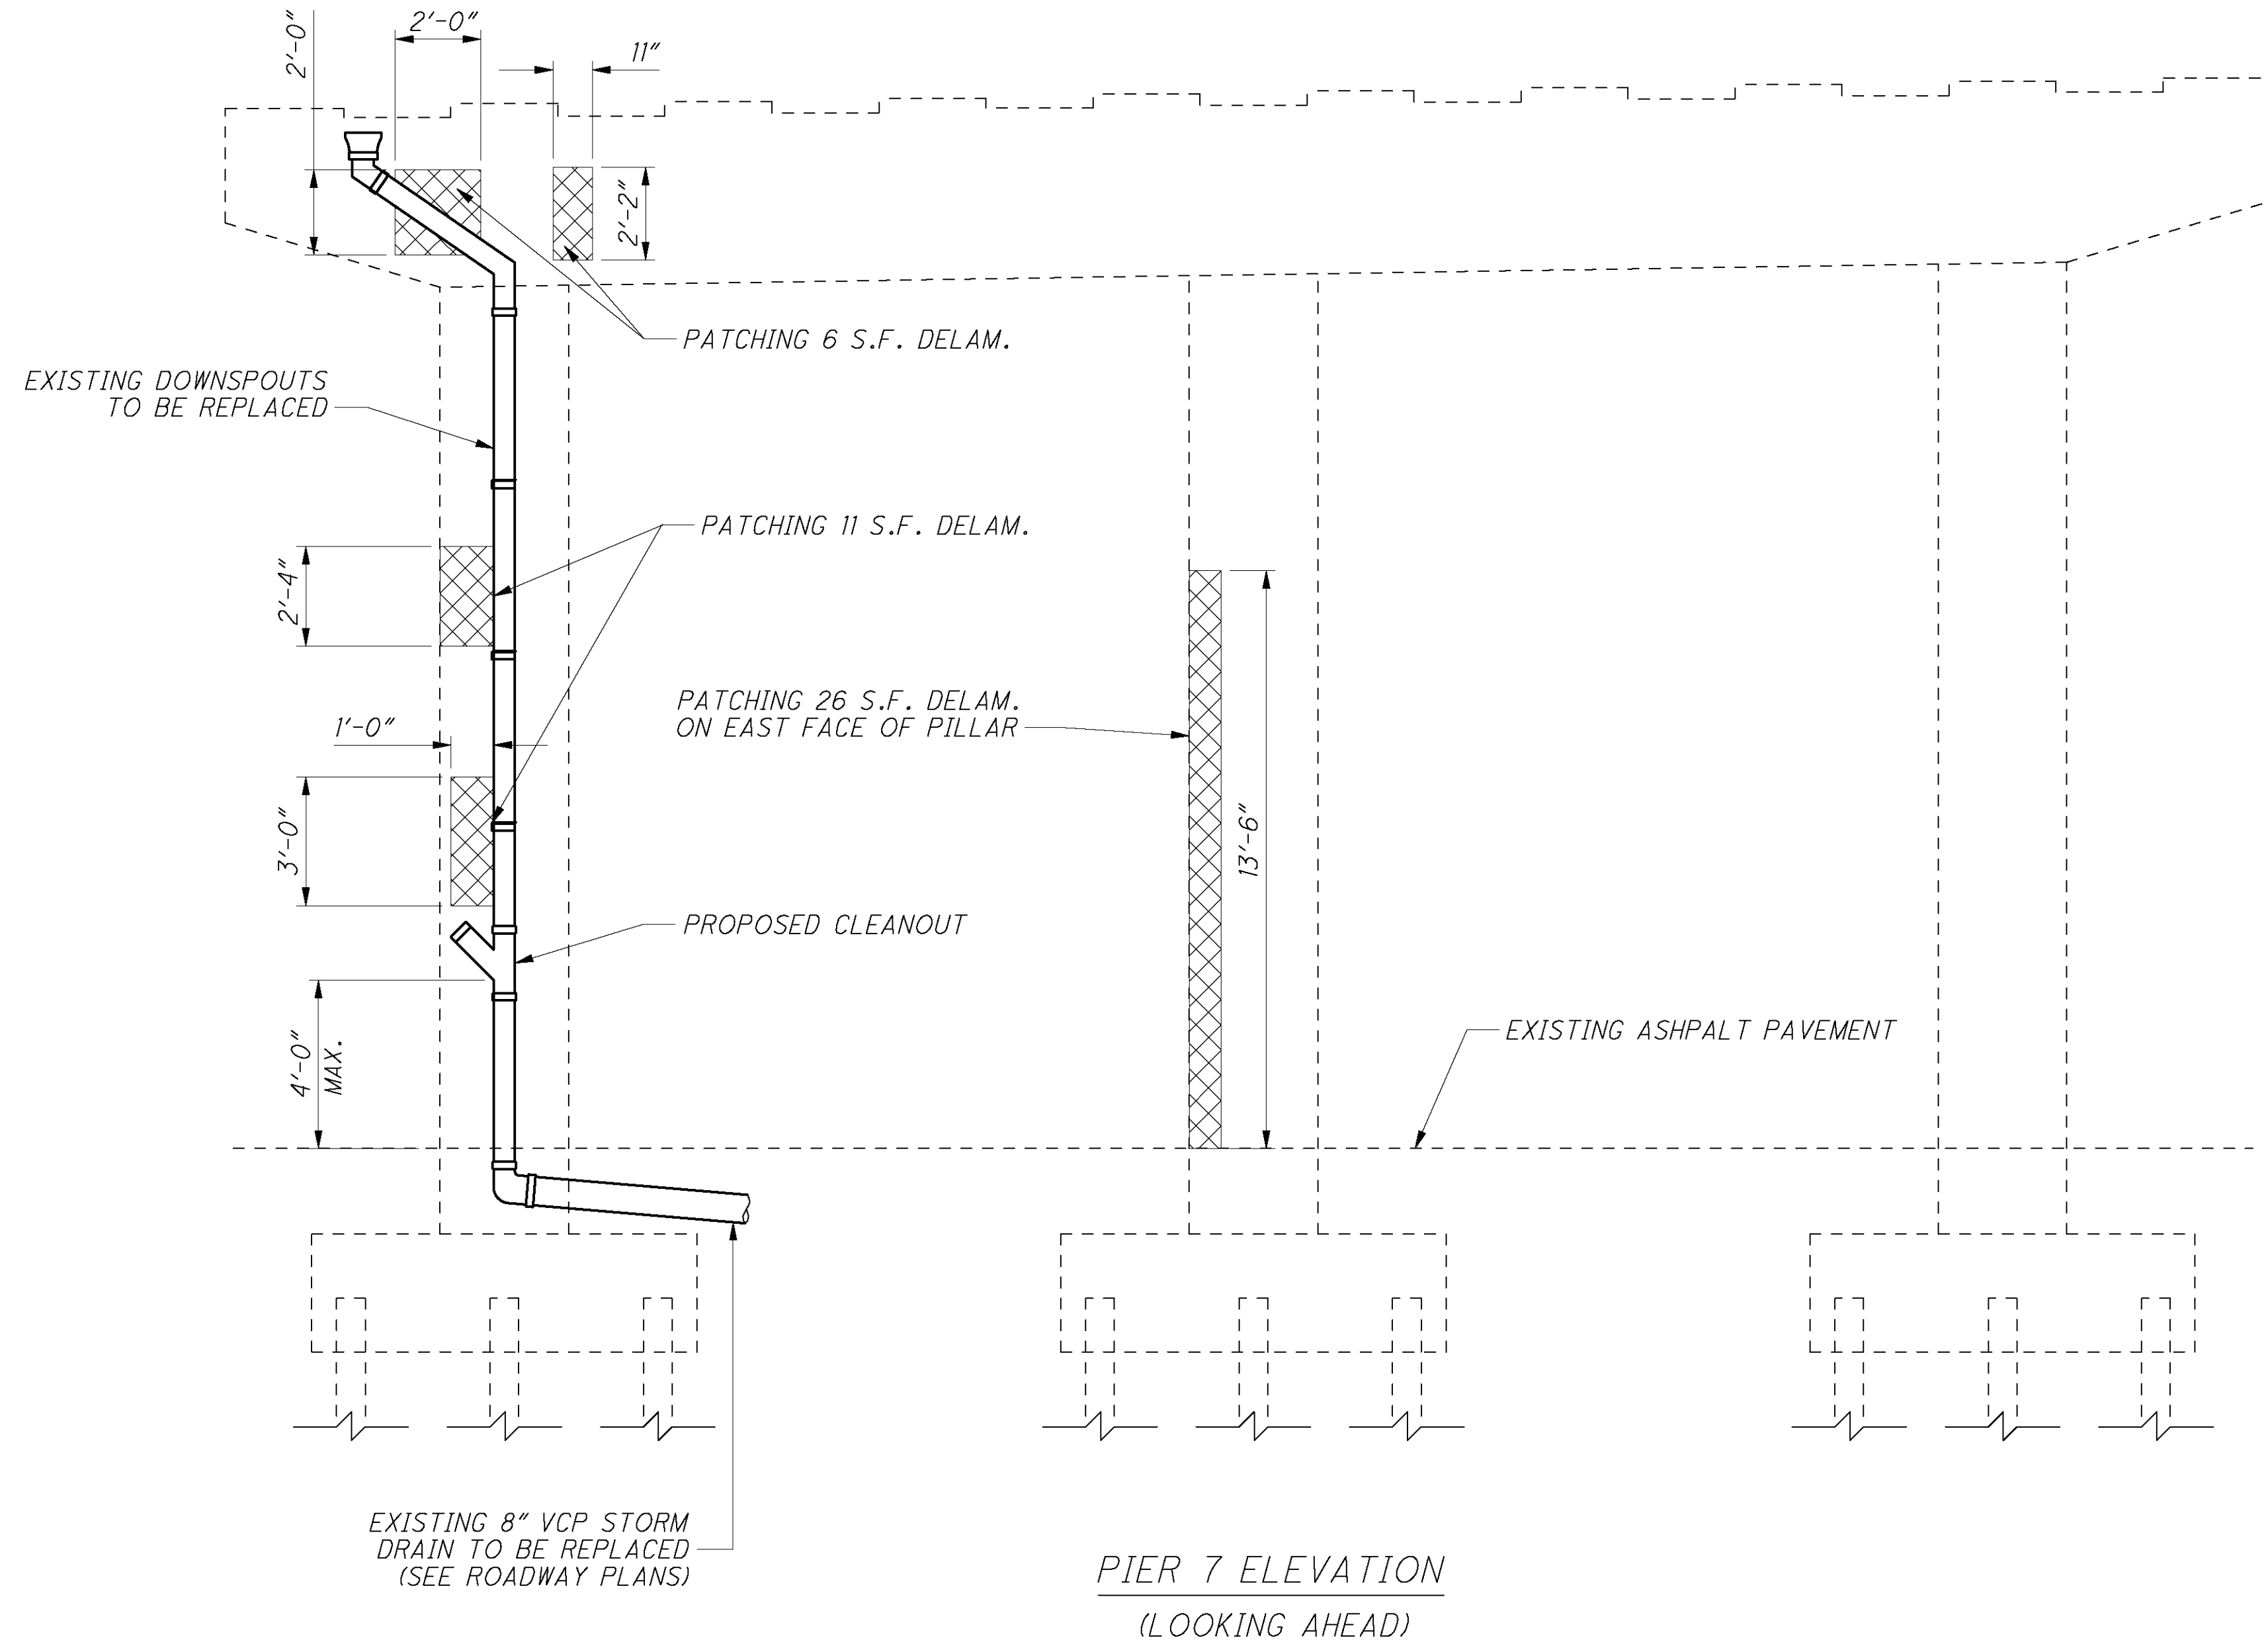 2'-0"
2'-0"
11"
2'-2"
PATCHING 6 S.F. DELAM.
EXISTING DOWNSPOUTS
TO BE REPLACED
PATCHING 11 S.F. DELAM.
2'-4"
PATCHING 26 S.F. DELAM.
ON EAST FACE OF PILLAR
1'-0"
3'-0"
13'-6"
PROPOSED CLEANOUT
4'-0"
MAX.
EXISTING ASHPALT PAVEMENT
EXISTING 8" VCP STORM
DRAIN TO BE REPLACED
(SEE ROADWAY PLANS)
PIER 7 ELEVATION
(LOOKING AHEAD)